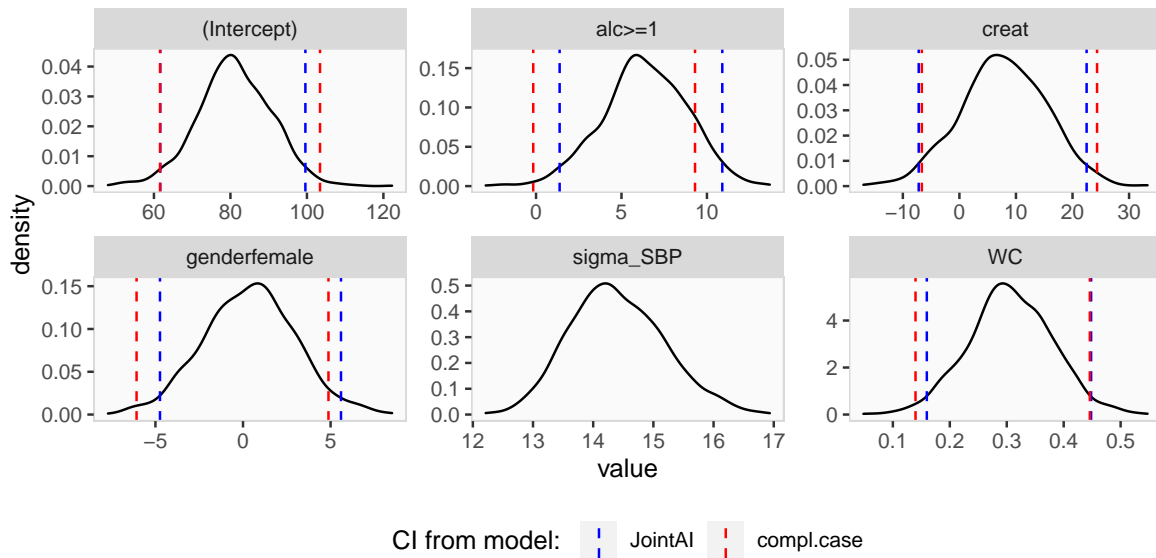 (Intercept) alc>=1 creat
0.04 0.03 0.02 0.01 0.00
0.15 0.10 0.05 0.00
0.05 0.04 0.03 0.02 0.01 0.00
60 80 100 120
0 5 10
−10 0 10 20 30
density
genderfemale sigma_SBP WC
0.15 0.10 0.05 0.00
0.5 0.4 0.3 0.2 0.1 0.0
4 2 0
−5 0 5
12 13 14 15 16 17
0.1 0.2 0.3 0.4 0.5
value
CI from model: JointAI compl.case